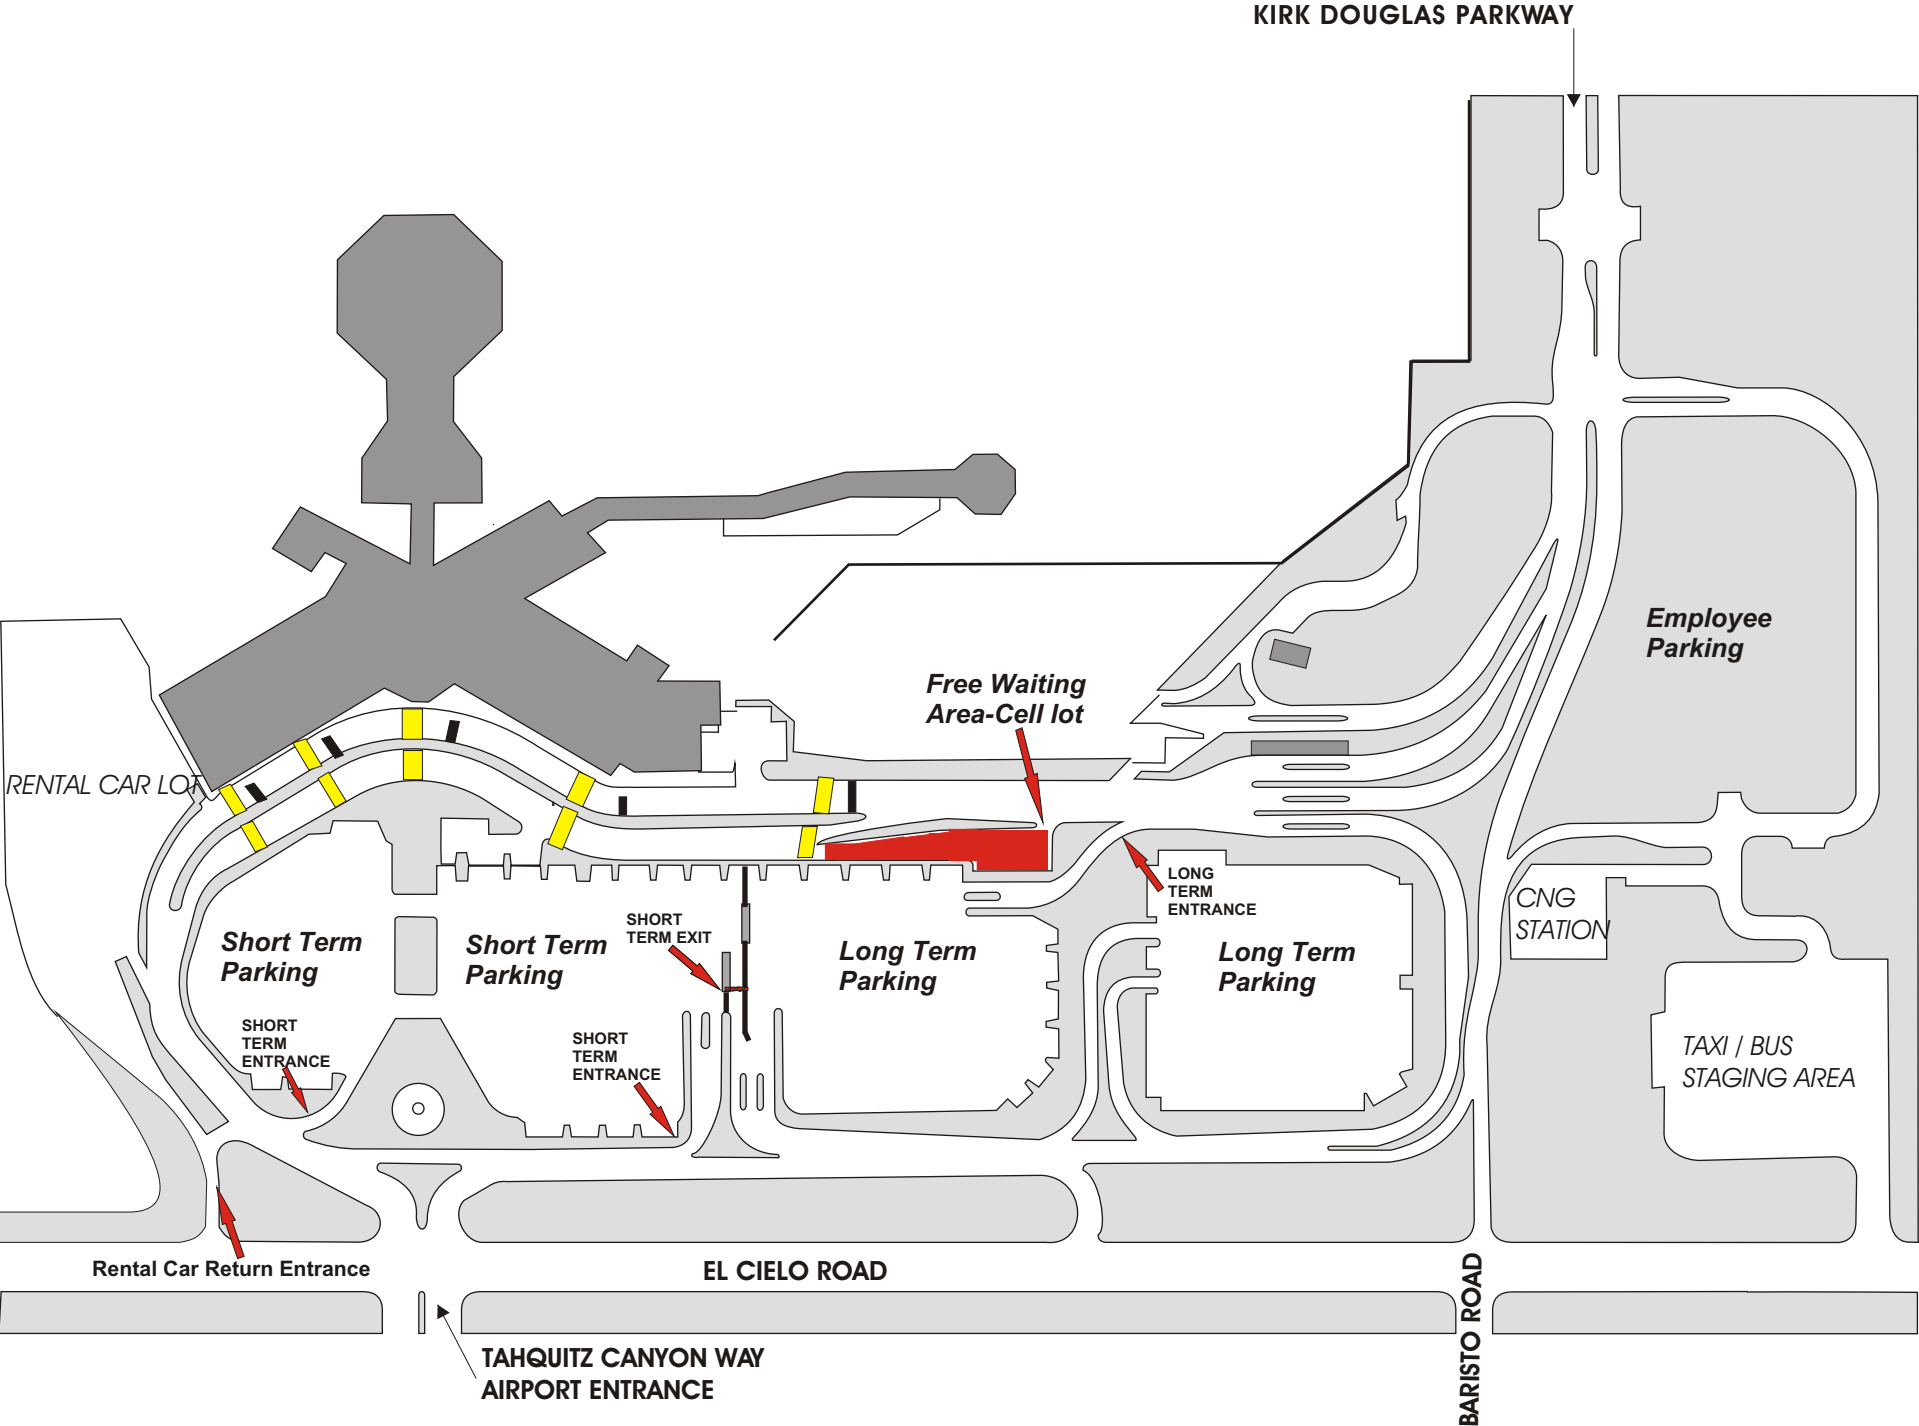 KIRK DOUGLAS PARKWAY
Employee
Parking
Free Waiting
Area-Cell lot
RENTAL CAR LOT
LONG
TERM
ENTRANCE
CNG
STATION
SHORT
TERM EXIT
Short Term
Parking
Short Term
Parking
Long Term
Parking
Long Term
Parking
SHORT
TERM
ENTRANCE
SHORT
TERM
ENTRANCE
TAXI / BUS
STAGING AREA
Rental Car Return Entrance
EL CIELO ROAD
BARISTO ROAD
TAHQUITZ CANYON WAY
AIRPORT ENTRANCE